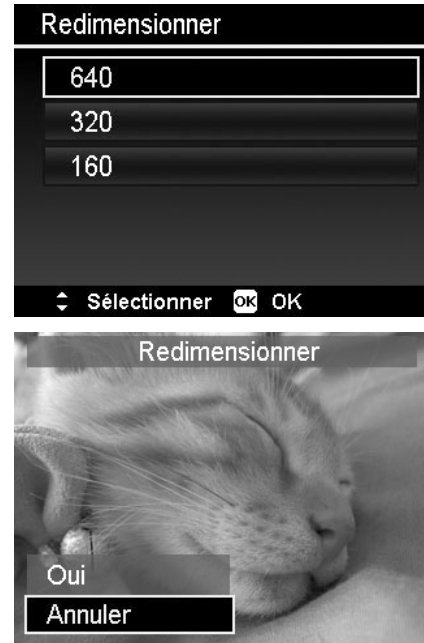 Redimensionner
640
320
160
Sélectionner OK OK
Redimensionner
Oui
Annuler